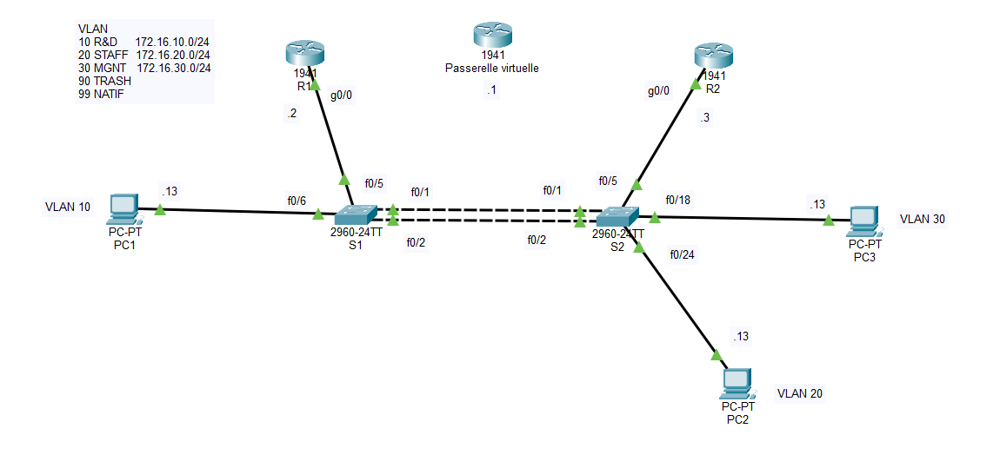 VLAN
10 R&D 172.16.10.0/24
20 STAFF 172.16.20.0/24
30 MGNT 172.16.30.0/24
90 TRASH
99 NATIF
1941
R1
g0/0
.2
1941
Passerelle virtuelle
.1
1941
R2
g0/0
.3
VLAN 10
.13
PC-PT
PC1
f0/6
f0/5
f0/1
2960-24TT
S1
f0/2
f0/1
f0/5
f0/2
2960-24TT
S2
f0/18
.13
VLAN 30
PC-PT
PC3
f0/24
.13
VLAN 20
PC-PT
PC2